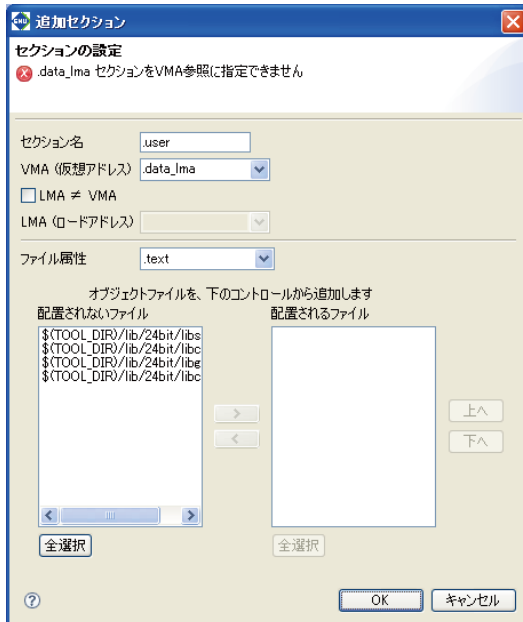 GNU 追加セクション
セクションの設定
.data_lma セクションをVMA参照に指定できません
セクション名 .user
VMA (仮想アドレス) .data_lma
LMA ≠ VMA
LMA (ロードアドレス)
ファイル属性 .text
オブジェクトファイルを、下のコントロールから追加します
配置されないファイル 配置されるファイル
$(TOOL_DIR)/lib/24bit/libs
$(TOOL_DIR)/lib/24bit/libc
$(TOOL_DIR)/lib/24bit/libg
$(TOOL_DIR)/lib/24bit/libc
>
<
上へ
下へ
全選択 全選択
? OK キャンセル